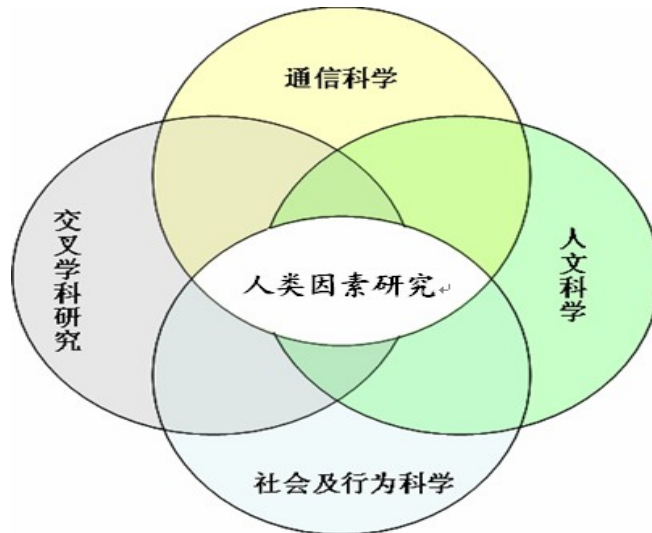 通信科学
交叉学科研究
人类因素研究↵
人文科学
社会及行为科学